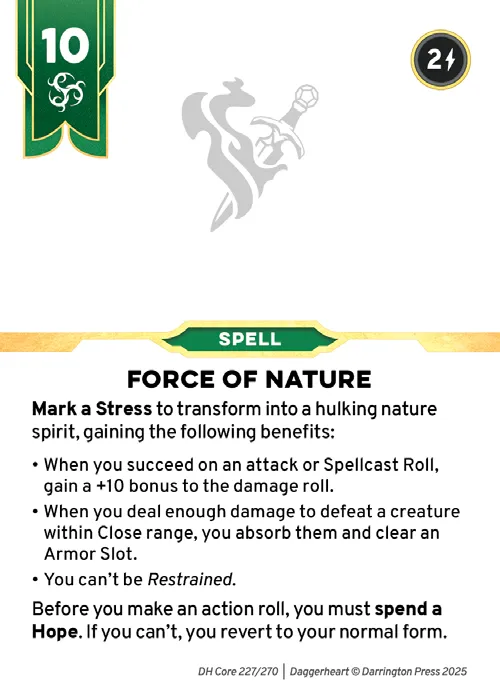 10
2
SPELL
FORCE OF NATURE
Mark a Stress to transform into a hulking nature
spirit, gaining the following benefits:
• When you succeed on an attack or Spellcast Roll,
gain a +10 bonus to the damage roll.
• When you deal enough damage to defeat a creature
within Close range, you absorb them and clear an
Armor Slot.
• You can't be Restrained.
Before you make an action roll, you must spend a
Hope. If you can't, you revert to your normal form.
DH Core 227/270 | Daggerheart © Darrington Press 2025